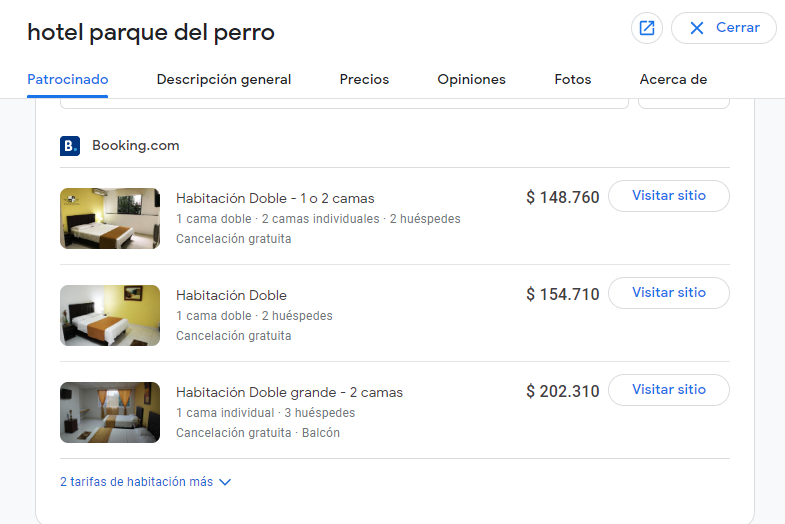 hotel parque del perro
Cerrar
Patrocinado
Descripción general
Precios
Opiniones
Fotos
Acerca de
B.
Booking.com
Habitación Doble - 1 o 2 camas
$ 148.760
Visitar sitio
1 cama doble · 2 camas individuales · 2 huéspedes
Cancelación gratuita
Habitación Doble
$ 154.710
Visitar sitio
1 cama doble · 2 huéspedes
Cancelación gratuita
Habitación Doble grande - 2 camas
$ 202.310
Visitar sitio
1 cama individual · 3 huéspedes
Cancelación gratuita · Balcón
2 tarifas de habitación más